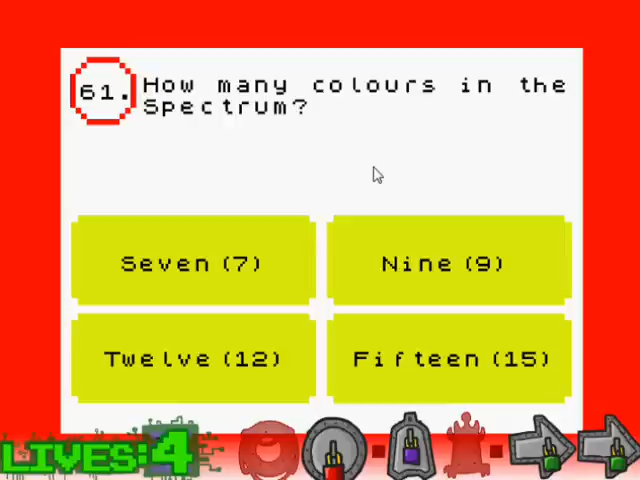 61.
How many colours in the
Spectrum?
Seven (7)
Nine (9)
Twelve (12)
Fifteen (15)
LIVES:4